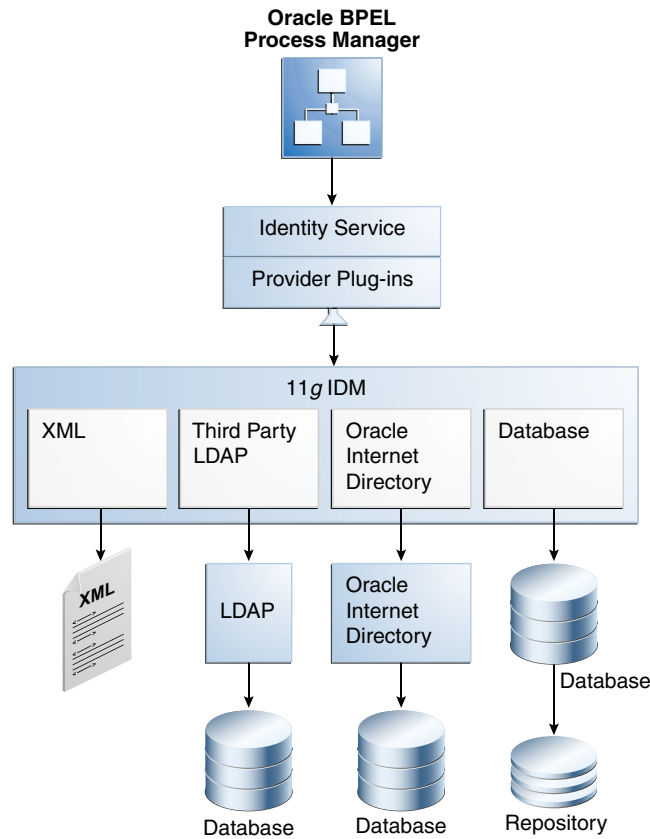 Oracle BPEL
Process Manager
Identity Service
Provider Plug-ins
11g IDM
XML
Third Party
LDAP
Oracle
Internet
Directory
Database
XML
LDAP
Oracle
Internet
Directory
Database
Database
Database
Repository